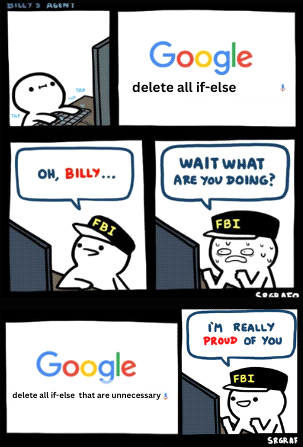 BILLY'S AGENT
TAP
TAP
Google
delete all if-else
OH, BILLY...
FBI
WAIT WHAT
ARE YOU DOING?
FBI
SRGRAFO
Google
delete all if-else that are unnecessary
I'M REALLY
PROUD OF YOU
FBI
SRGRAF